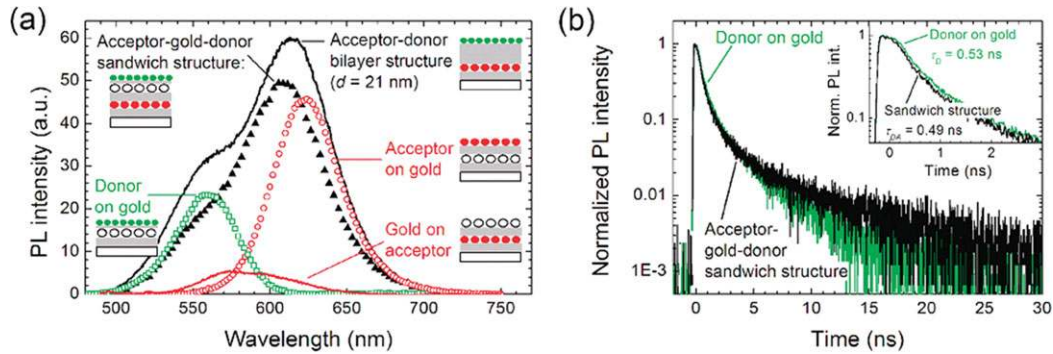 (a)
60
50
40
30
20
10
0
PL intensity (a.u.)
Acceptor-gold-donor
sandwich structure:
Acceptor-donor
bilayer structure
(d = 21 nm)
Donor
on gold
Acceptor
on gold
Gold on
acceptor
500 550 600 650 700 750
Wavelength (nm)
(b)
1
0.1
0.01
1E-3
Normalized PL intensity
Donor on gold
Acceptor-
gold-donor
sandwich structure
0 5 10 15 20 25 30
Time (ns)
1
0.1
Norm. PL int.
Donor on gold
τD = 0.53 ns
Sandwich structure
τDA = 0.49 ns
0 1 2
Time (ns)